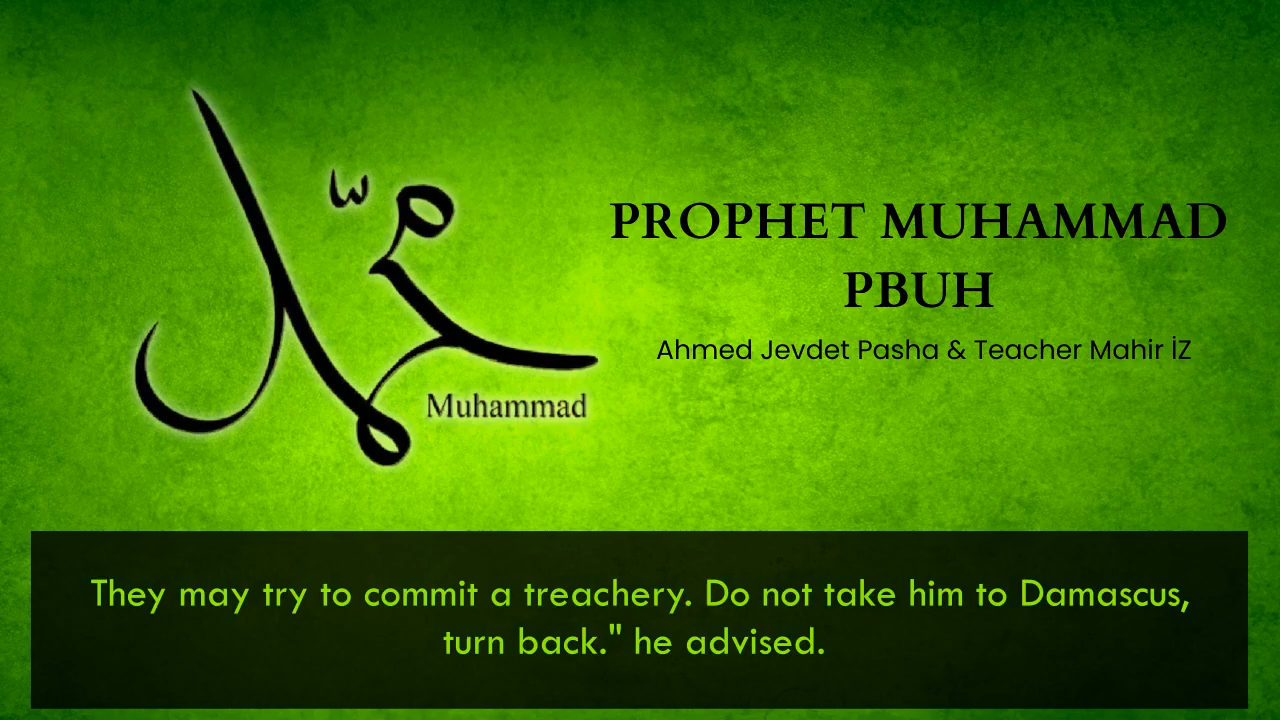 محمد
Muhammad
PROPHET MUHAMMAD
PBUH
Ahmed Jevdet Pasha & Teacher Mahir İZ
They may try to commit a treachery. Do not take him to Damascus,
turn back." he advised.